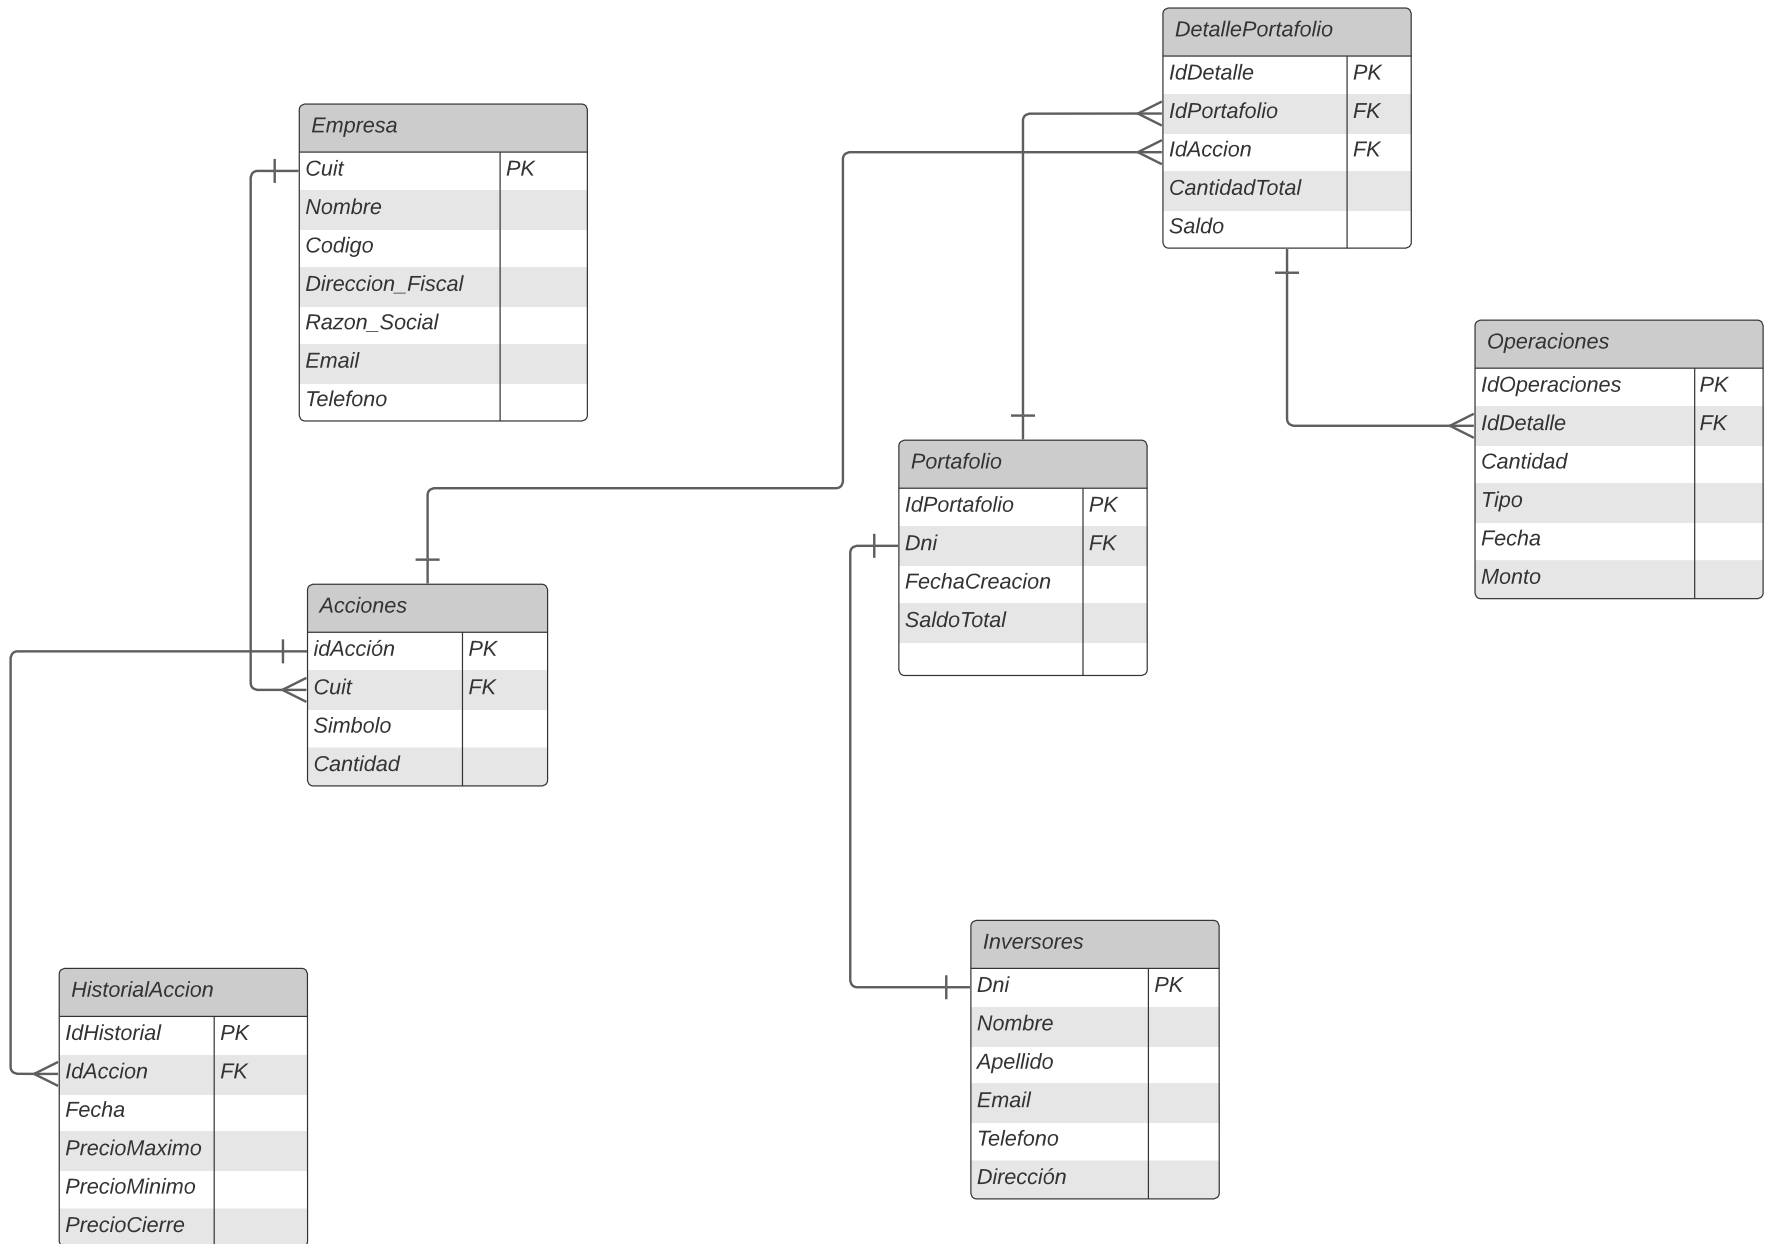 DetallePortafolio
IdDetalle PK
IdPortafolio FK
IdAccion FK
CantidadTotal
Saldo
Empresa
Cuit PK
Nombre
Codigo
Direccion_Fiscal
Razon_Social
Email
Telefono
Operaciones
IdOperaciones PK
IdDetalle FK
Cantidad
Tipo
Fecha
Monto
Portafolio
IdPortafolio PK
Dni FK
FechaCreacion
SaldoTotal
Acciones
idAcción PK
Cuit FK
Simbolo
Cantidad
Inversores
Dni PK
Nombre
Apellido
Email
Telefono
Dirección
HistorialAccion
IdHistorial PK
IdAccion FK
Fecha
PrecioMaximo
PrecioMinimo
PrecioCierre